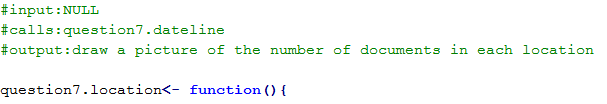 #input:NULL
#calls:question7.dateline
#output:draw a picture of the number of documents in each location
question7.location<- function(){